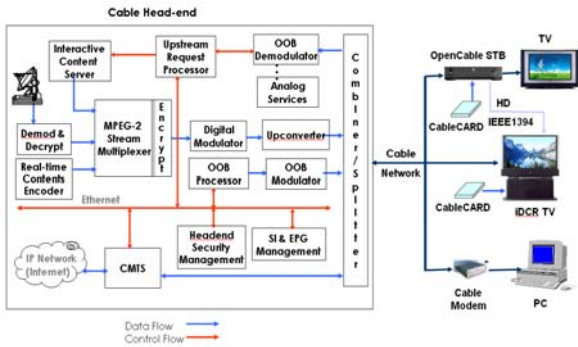 Cable Head-end
Interactive
Content
Server
Upstream
Request
Processor
OOB
Demodulator
Analog
Services
Combiner/Splitter
Demod &
Decrypt
MPEG-2
Stream
Multiplexer
Encrypt
Digital
Modulator
Upconverter
Real-time
Contents
Encoder
OOB
Processor
OOB
Modulator
Ethernet
Headend
Security
Management
SI & EPG
Management
IP Network
(Internet)
CMTS
Data Flow
Control Flow
Cable
Network
OpenCable STB
TV
CableCARD
HD
IEEE1394
CableCARD
iDCR TV
Cable
Modem
PC